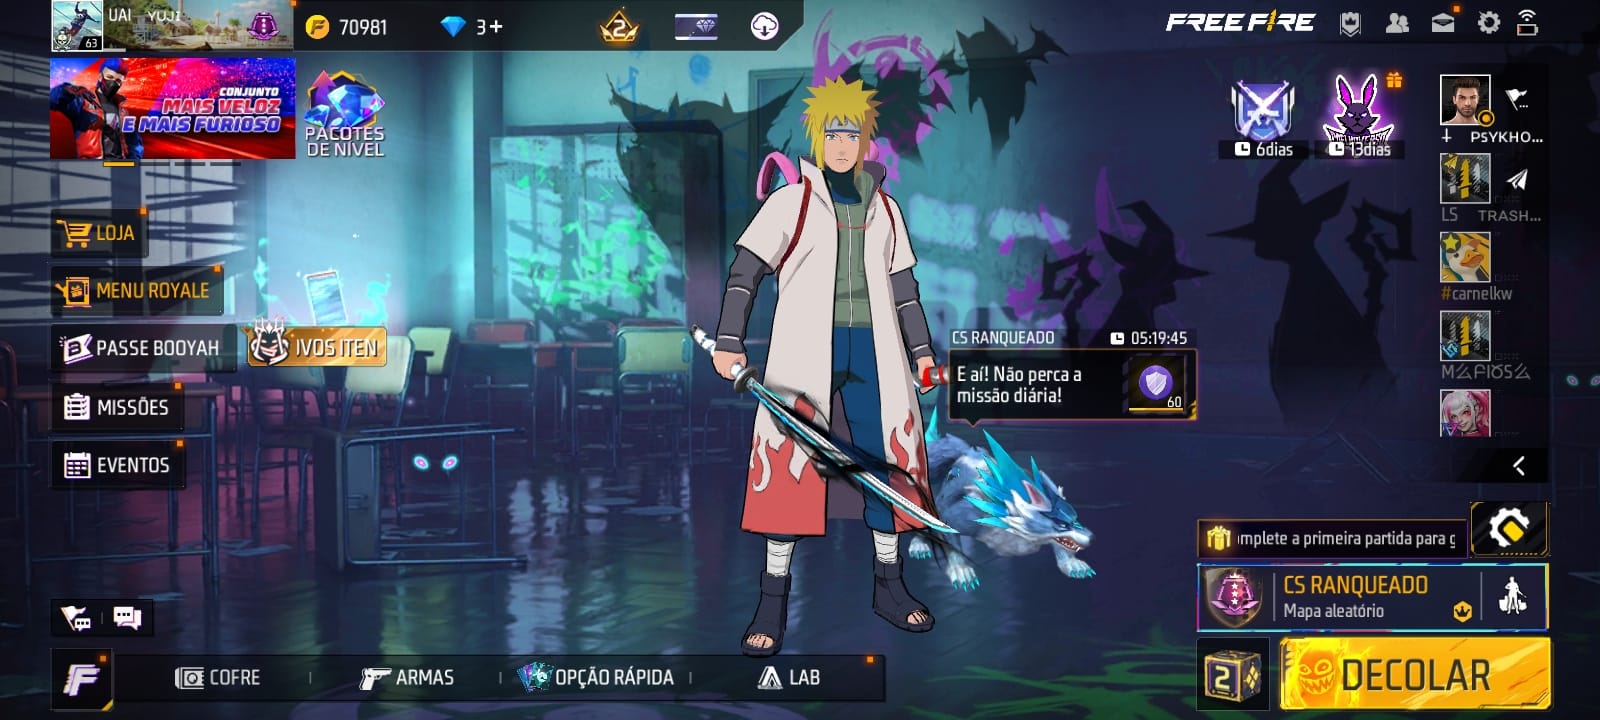 UAI YUJI
63
70981
3+
2
FREE FIRE
CONJUNTO
MAIS VELOZ
E MAIS FURIOSO
PACOTES
DE NÍVEL
6dias
13dias
PSYKHO...
LS TRASH...
#carnelkw
LOJA
MENU ROYALE
PASSE BOOYAH
IVOS ITEN
MISSÕES
EVENTOS
CS RANQUEADO
05:19:45
E aí! Não perca a
missão diária!
60
mplete a primeira partida para g
CS RANQUEADO
Mapa aleatório
COFRE
ARMAS
OPÇÃO RÁPIDA
LAB
2
DECOLAR